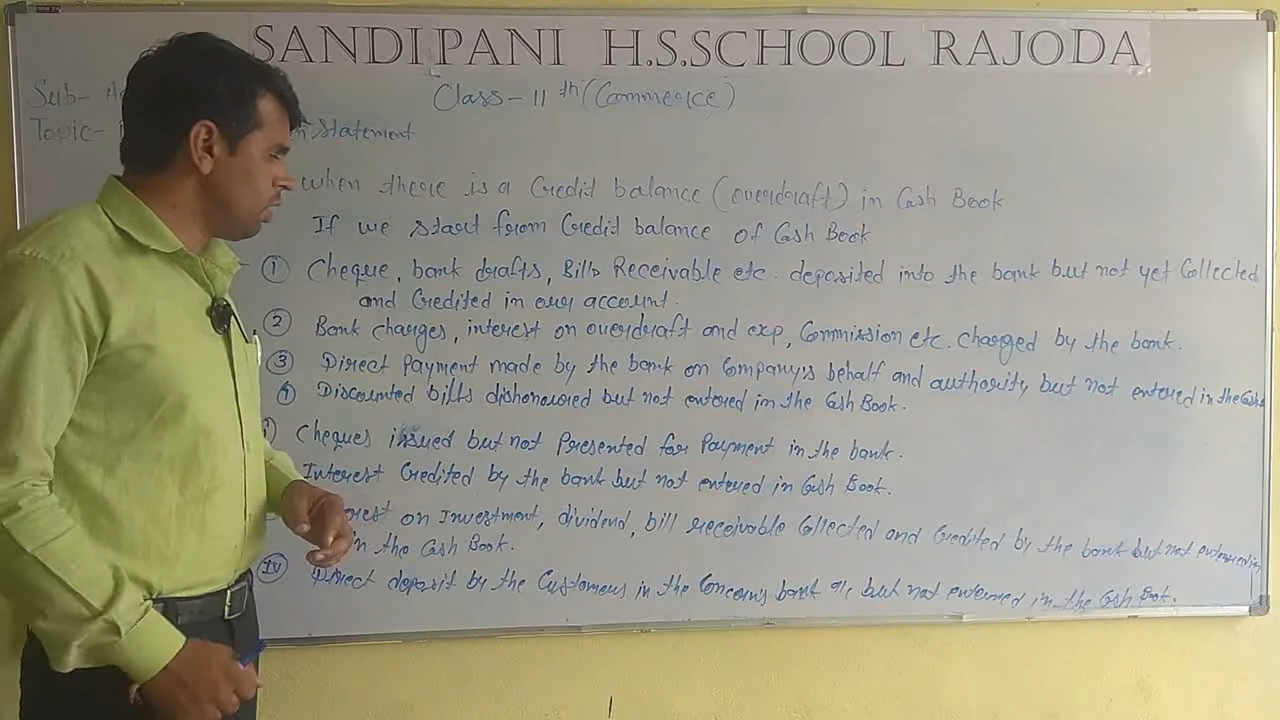 SANDIPANI H.S.SCHOOL RAJODA
Sub-
Class-11th (Commerce)
Topic- Statement
when there is a Credit balance (overdraft) in Cash Book
If we start from Credit balance of Cash Book
① Cheque, bank drafts, Bills Receivable etc. deposited into the bank but not yet Collected
and Credited in our account.
② Bank charges, interest on overdraft and exp, Commission etc. charged by the bank.
③ Direct Payment made by the bank on Company's behalf and authority, but not entered in the Cash
④ Discounted bills dishonoured but not entered in the Cash Book.
Cheques issued but not Presented for Payment in the bank.
Interest Credited by the bank but not entered in Cash Book.
on Investment, dividend, bill receivable Collected and Credited by the bank but not entered in
in the Cash Book.
IV Direct deposit by the Customers in the Concern's bank a/c but not entered in the Cash Book.